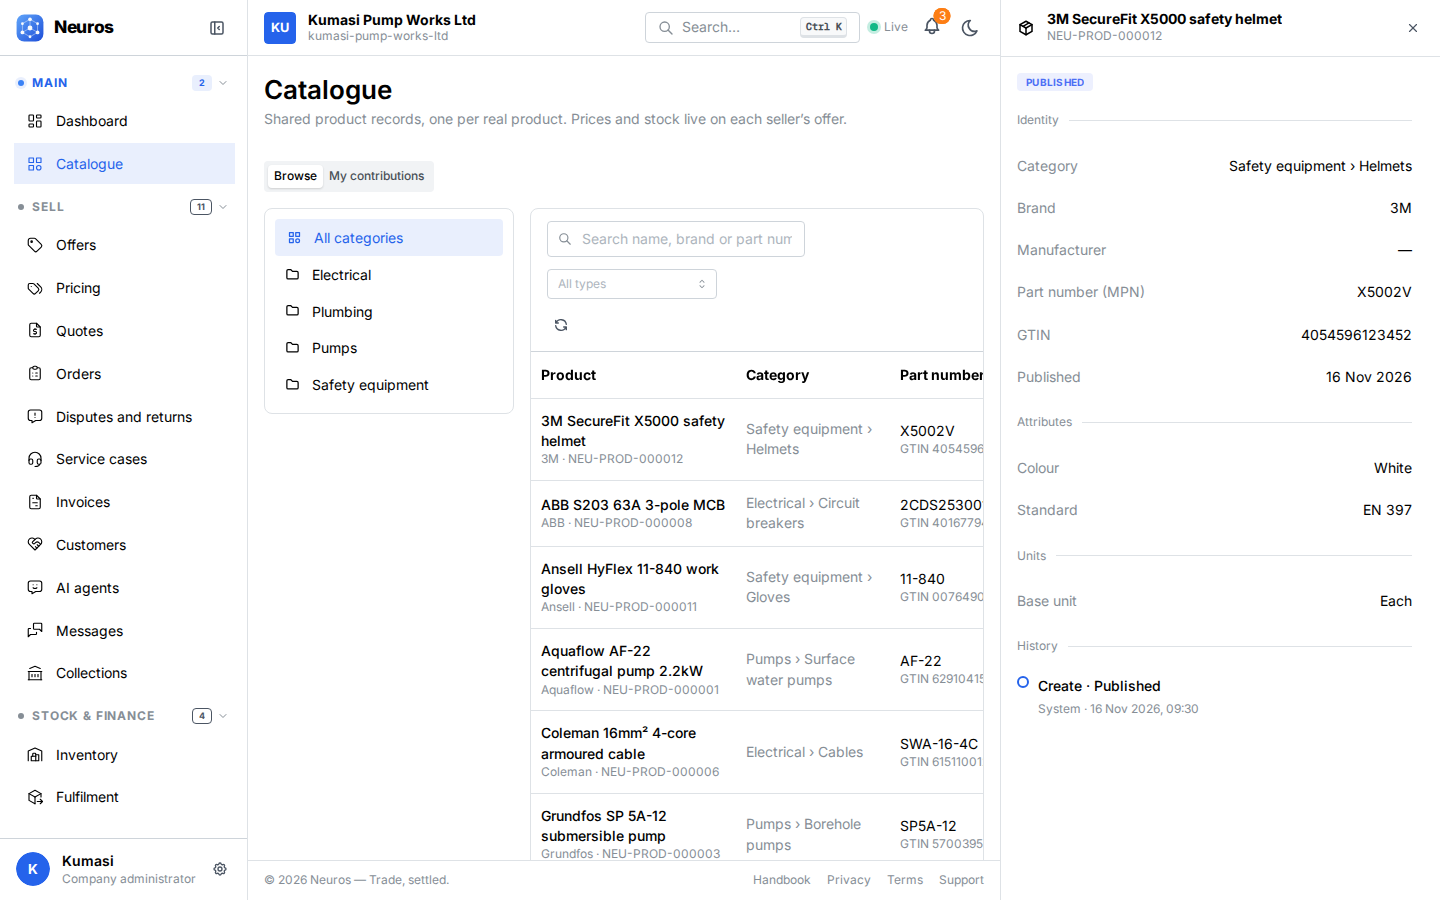 Neuros
MAIN
2
Dashboard
Catalogue
SELL
11
Offers
Pricing
Quotes
Orders
Disputes and returns
Service cases
Invoices
Customers
AI agents
Messages
Collections
STOCK & FINANCE
4
Inventory
Fulfilment
K
Kumasi
Company administrator
KU
Kumasi Pump Works Ltd
kumasi-pump-works-ltd
Search...
Ctrl K
Live
3
Catalogue
Shared product records, one per real product. Prices and stock live on each seller's offer.
Browse
My contributions
All categories
Electrical
Plumbing
Pumps
Safety equipment
Search name, brand or part num
All types
Product
Category
Part number
3M SecureFit X5000 safety
helmet
3M · NEU-PROD-000012
Safety equipment ›
Helmets
X5002V
GTIN 4054596
ABB S203 63A 3-pole MCB
ABB · NEU-PROD-000008
Electrical › Circuit
breakers
2CDS25300
GTIN 4016779
Ansell HyFlex 11-840 work
gloves
Ansell · NEU-PROD-000011
Safety equipment ›
Gloves
11-840
GTIN 0076490
Aquaflow AF-22
centrifugal pump 2.2kW
Aquaflow · NEU-PROD-000001
Pumps › Surface
water pumps
AF-22
GTIN 6291041
Coleman 16mm² 4-core
armoured cable
Coleman · NEU-PROD-000006
Electrical › Cables
SWA-16-4C
GTIN 61511001
Grundfos SP 5A-12
submersible pump
Grundfos · NEU-PROD-000003
Pumps › Borehole
pumps
SP5A-12
GTIN 5700395
© 2026 Neuros — Trade, settled.
Handbook
Privacy
Terms
Support
3M SecureFit X5000 safety helmet
NEU-PROD-000012
PUBLISHED
Identity
Category
Safety equipment › Helmets
Brand
3M
Manufacturer
—
Part number (MPN)
X5002V
GTIN
4054596123452
Published
16 Nov 2026
Attributes
Colour
White
Standard
EN 397
Units
Base unit
Each
History
Create · Published
System · 16 Nov 2026, 09:30